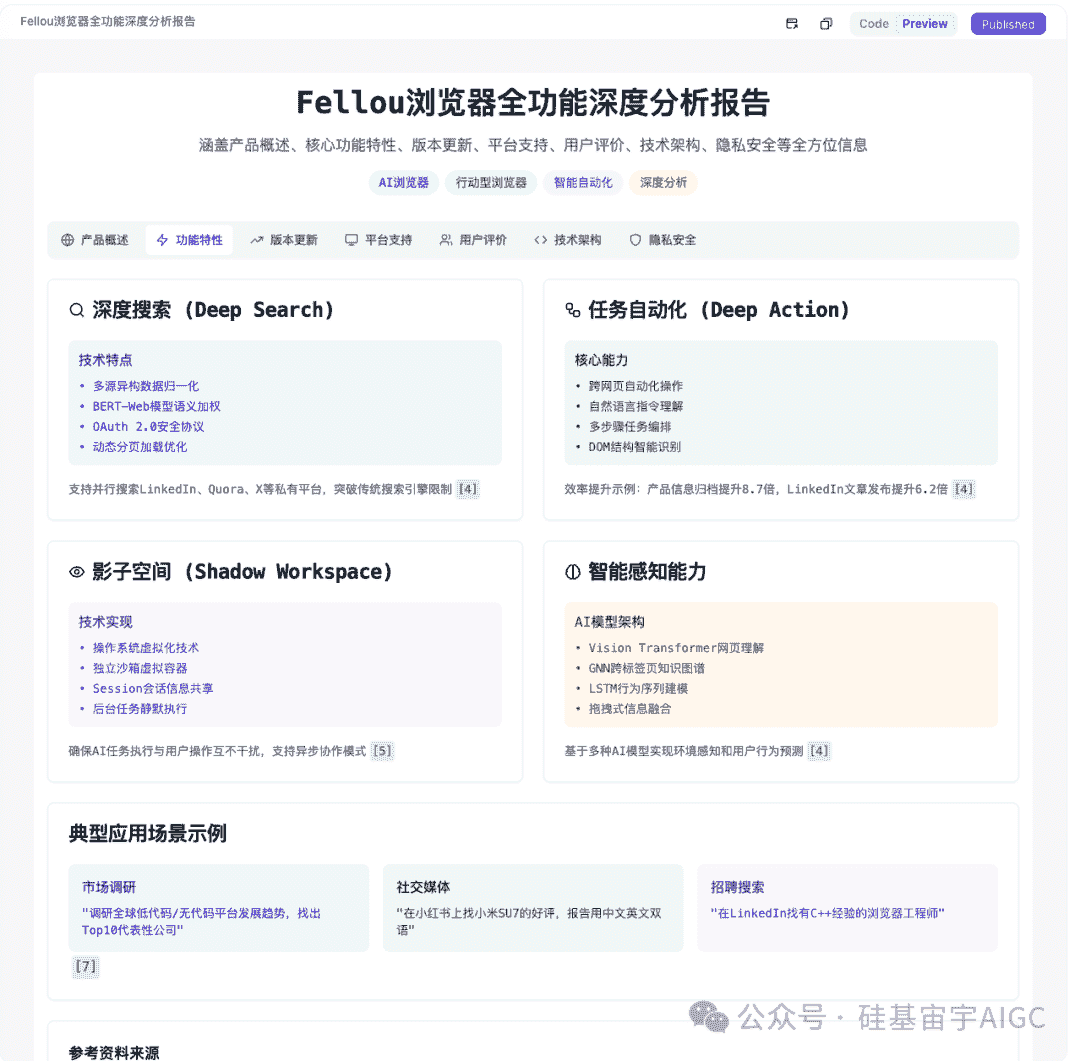 Fellou浏览器全功能深度分析报告
Code Preview Published
Fellou浏览器全功能深度分析报告
涵盖产品概述、核心功能特性、版本更新、平台支持、用户评价、技术架构、隐私安全等全方位信息
AI浏览器 行动型浏览器 智能自动化 深度分析
产品概述 功能特性 版本更新 平台支持 用户评价 技术架构 隐私安全
深度搜索 (Deep Search)
技术特点
• 多源异构数据归一化
• BERT-Web模型语义加权
• OAuth 2.0安全协议
• 动态分页加载优化
支持并行搜索LinkedIn、Quora、X等私有平台，突破传统搜索引擎限制 [4]
任务自动化 (Deep Action)
核心能力
• 跨网页自动化操作
• 自然语言指令理解
• 多步骤任务编排
• DOM结构智能识别
效率提升示例：产品信息归档提升8.7倍，LinkedIn文章发布提升6.2倍 [4]
影子空间 (Shadow Workspace)
技术实现
• 操作系统虚拟化技术
• 独立沙箱虚拟容器
• Session会话信息共享
• 后台任务静默执行
确保AI任务执行与用户操作互不干扰，支持异步协作模式 [5]
智能感知能力
AI模型架构
• Vision Transformer网页理解
• GNN跨标签页知识图谱
• LSTM行为序列建模
• 拖拽式信息融合
基于多种AI模型实现环境感知和用户行为预测 [4]
典型应用场景示例
市场调研
"调研全球低代码/无代码平台发展趋势，找出
Top10代表性公司"
社交媒体
"在小红书上找小米SU7的好评，报告用中文英文双
语"
招聘搜索
"在LinkedIn找有C++经验的浏览器工程师"
[7]
公众号 · 硅基宙宇AIGC
参考资料来源